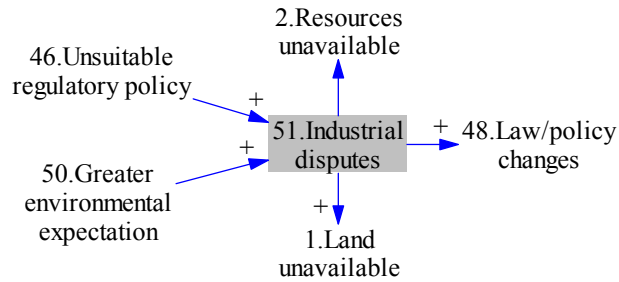 2.Resources
unavailable
46.Unsuitable
regulatory policy
+
51.Industrial
disputes
+
48.Law/policy
changes
+
50.Greater
environmental
expectation
+
1.Land
unavailable